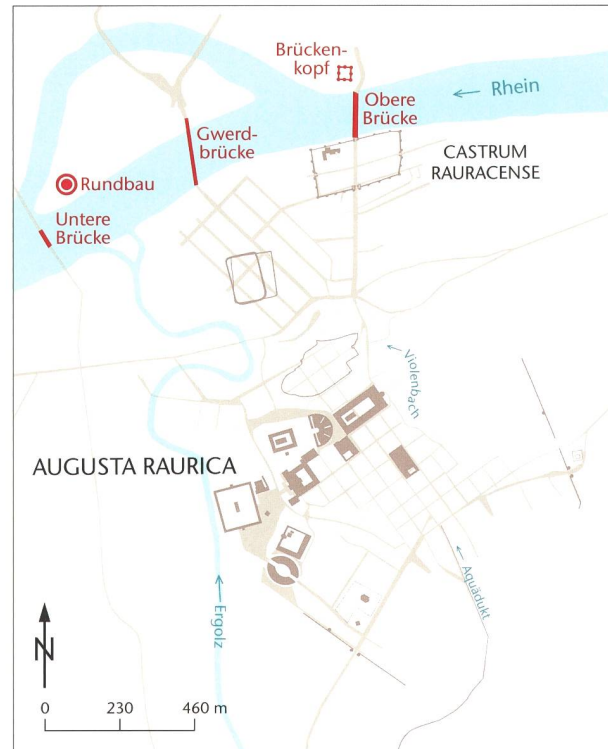 Brücken-
kopf
Rhein
Obere
Brücke
Gwerd-
brücke
CASTRUM
RAURACENSE
Rundbau
Untere
Brücke
Violenbach
AUGUSTA RAURICA
Aquädukt
Ergolz
N
0 230 460 m